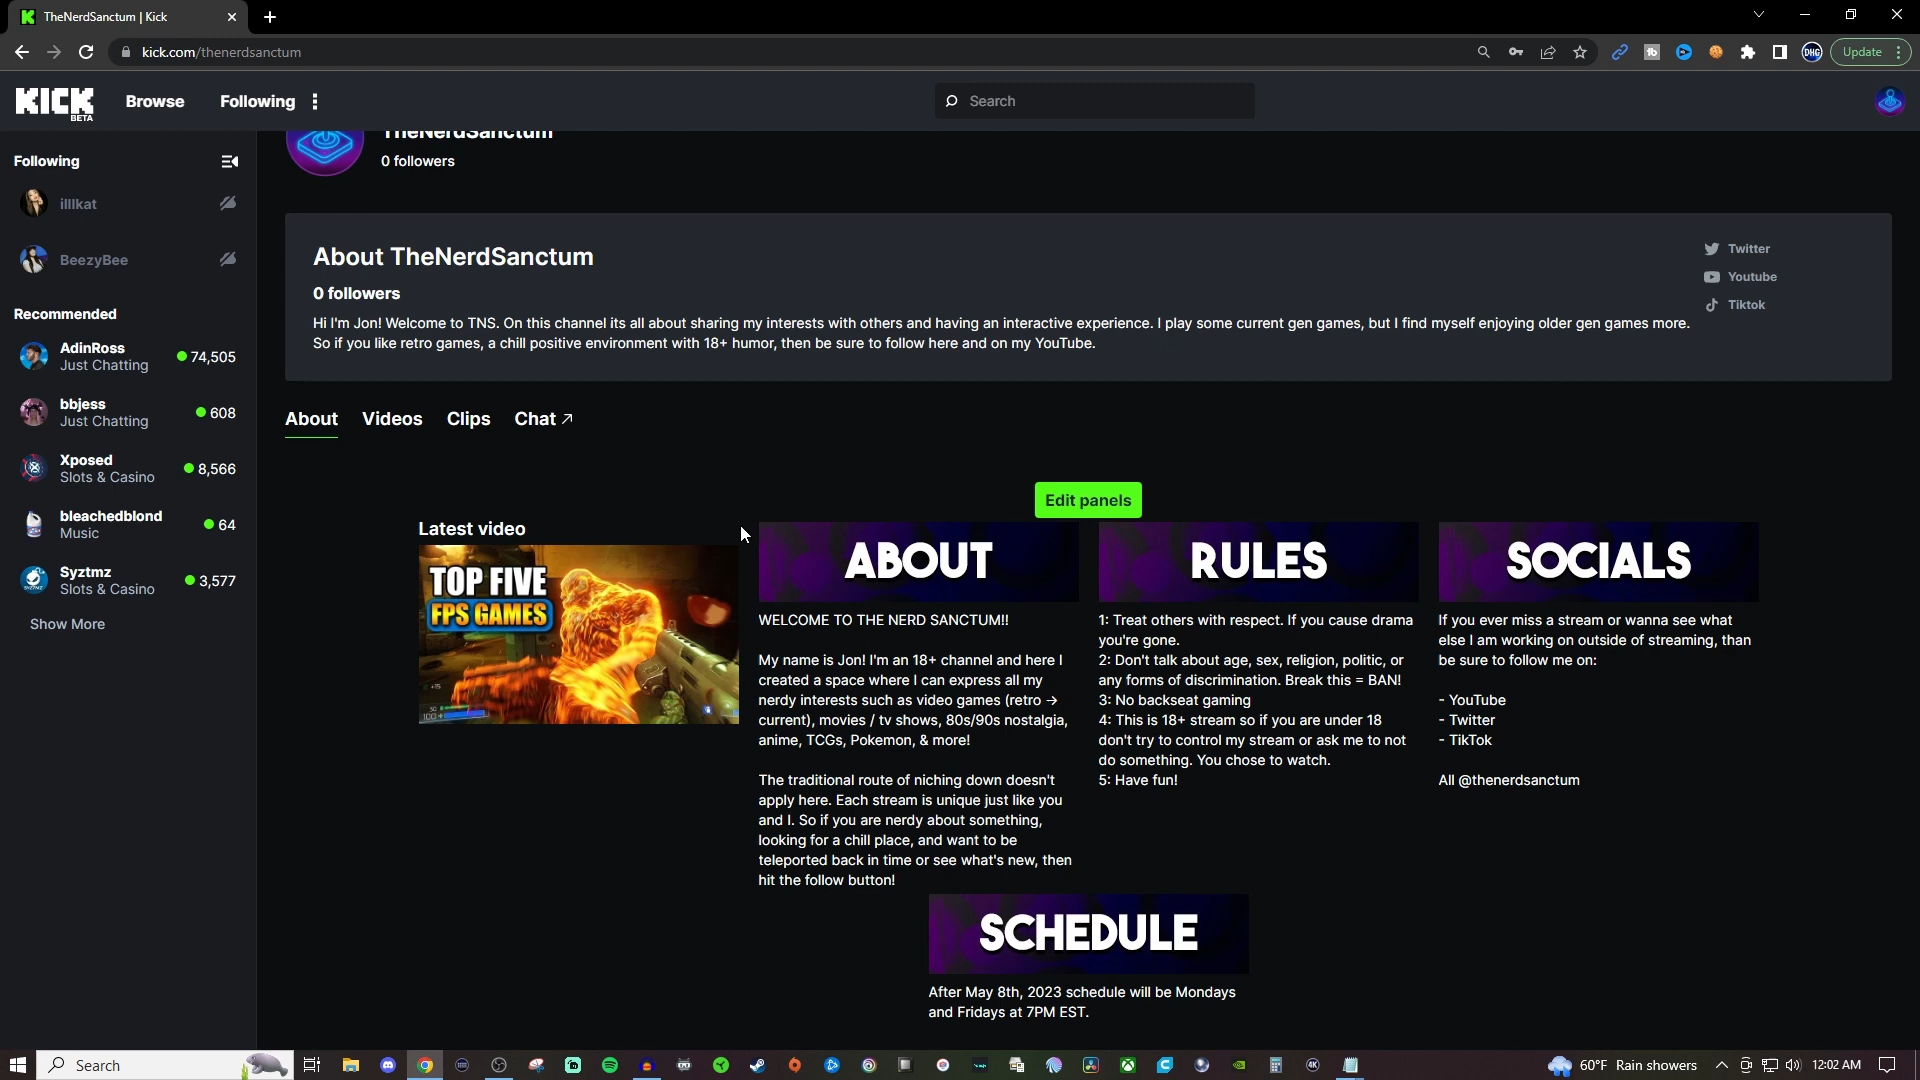 TheNerdSanctum | Kick
kick.com/thenerdsanctum
Update
KICK
BETA
Browse
Following
Search
TheNerdSanctum
0 followers
Following
illlkat
BeezyBee
Recommended
AdinRoss
Just Chatting
74,505
bbjess
Just Chatting
608
Xposed
Slots & Casino
8,566
bleachedblond
Music
64
Syztmz
Slots & Casino
3,577
Show More
About TheNerdSanctum
0 followers
Hi I'm Jon! Welcome to TNS. On this channel its all about sharing my interests with others and having an interactive experience. I play some current gen games, but I find myself enjoying older gen games more.
So if you like retro games, a chill positive environment with 18+ humor, then be sure to follow here and on my YouTube.
Twitter
Youtube
Tiktok
About
Videos
Clips
Chat
Edit panels
Latest video
TOP FIVE
FPS GAMES
ABOUT
WELCOME TO THE NERD SANCTUM!!
My name is Jon! I'm an 18+ channel and here I
created a space where I can express all my
nerdy interests such as video games (retro →
current), movies / tv shows, 80s/90s nostalgia,
anime, TCGs, Pokemon, & more!
The traditional route of niching down doesn't
apply here. Each stream is unique just like you
and I. So if you are nerdy about something,
looking for a chill place, and want to be
teleported back in time or see what's new, then
hit the follow button!
RULES
1: Treat others with respect. If you cause drama
you're gone.
2: Don't talk about age, sex, religion, politic, or
any forms of discrimination. Break this = BAN!
3: No backseat gaming
4: This is 18+ stream so if you are under 18
don't try to control my stream or ask me to not
do something. You chose to watch.
5: Have fun!
SOCIALS
If you ever miss a stream or wanna see what
else I am working on outside of streaming, than
be sure to follow me on:
- YouTube
- Twitter
- TikTok
All @thenerdsanctum
SCHEDULE
After May 8th, 2023 schedule will be Mondays
and Fridays at 7PM EST.
Search
60°F Rain showers
12:02 AM